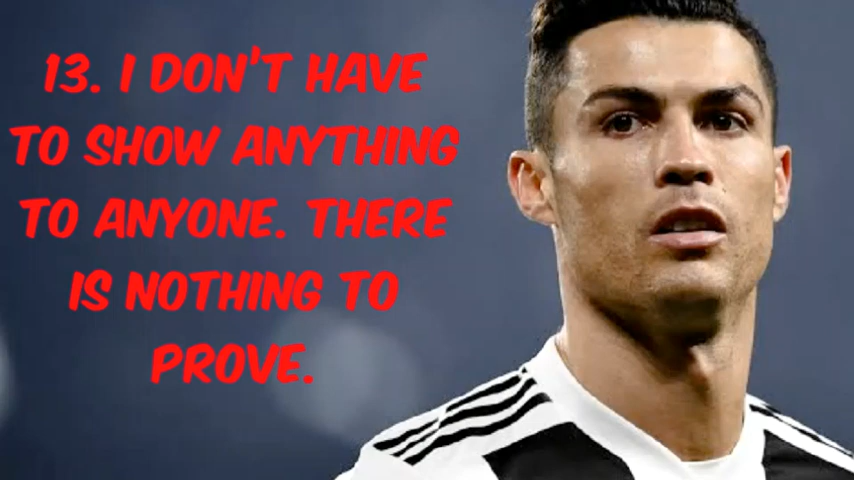 13. I DON'T HAVE
TO SHOW ANYTHING
TO ANYONE. THERE
IS NOTHING TO
PROVE.